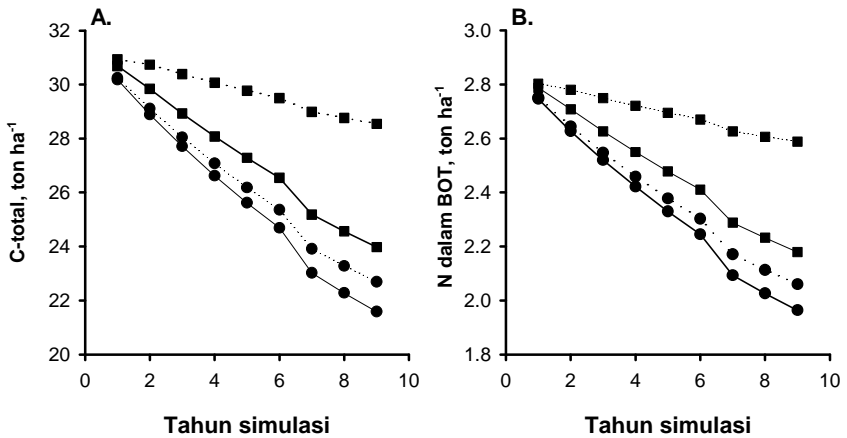 A.
C-total, ton ha-1
32
30
28
26
24
22
20
0 2 4 6 8 10
Tahun simulasi
B.
N dalam BOT, ton ha-1
3.0
2.8
2.6
2.4
2.2
2.0
1.8
0 2 4 6 8 10
Tahun simulasi